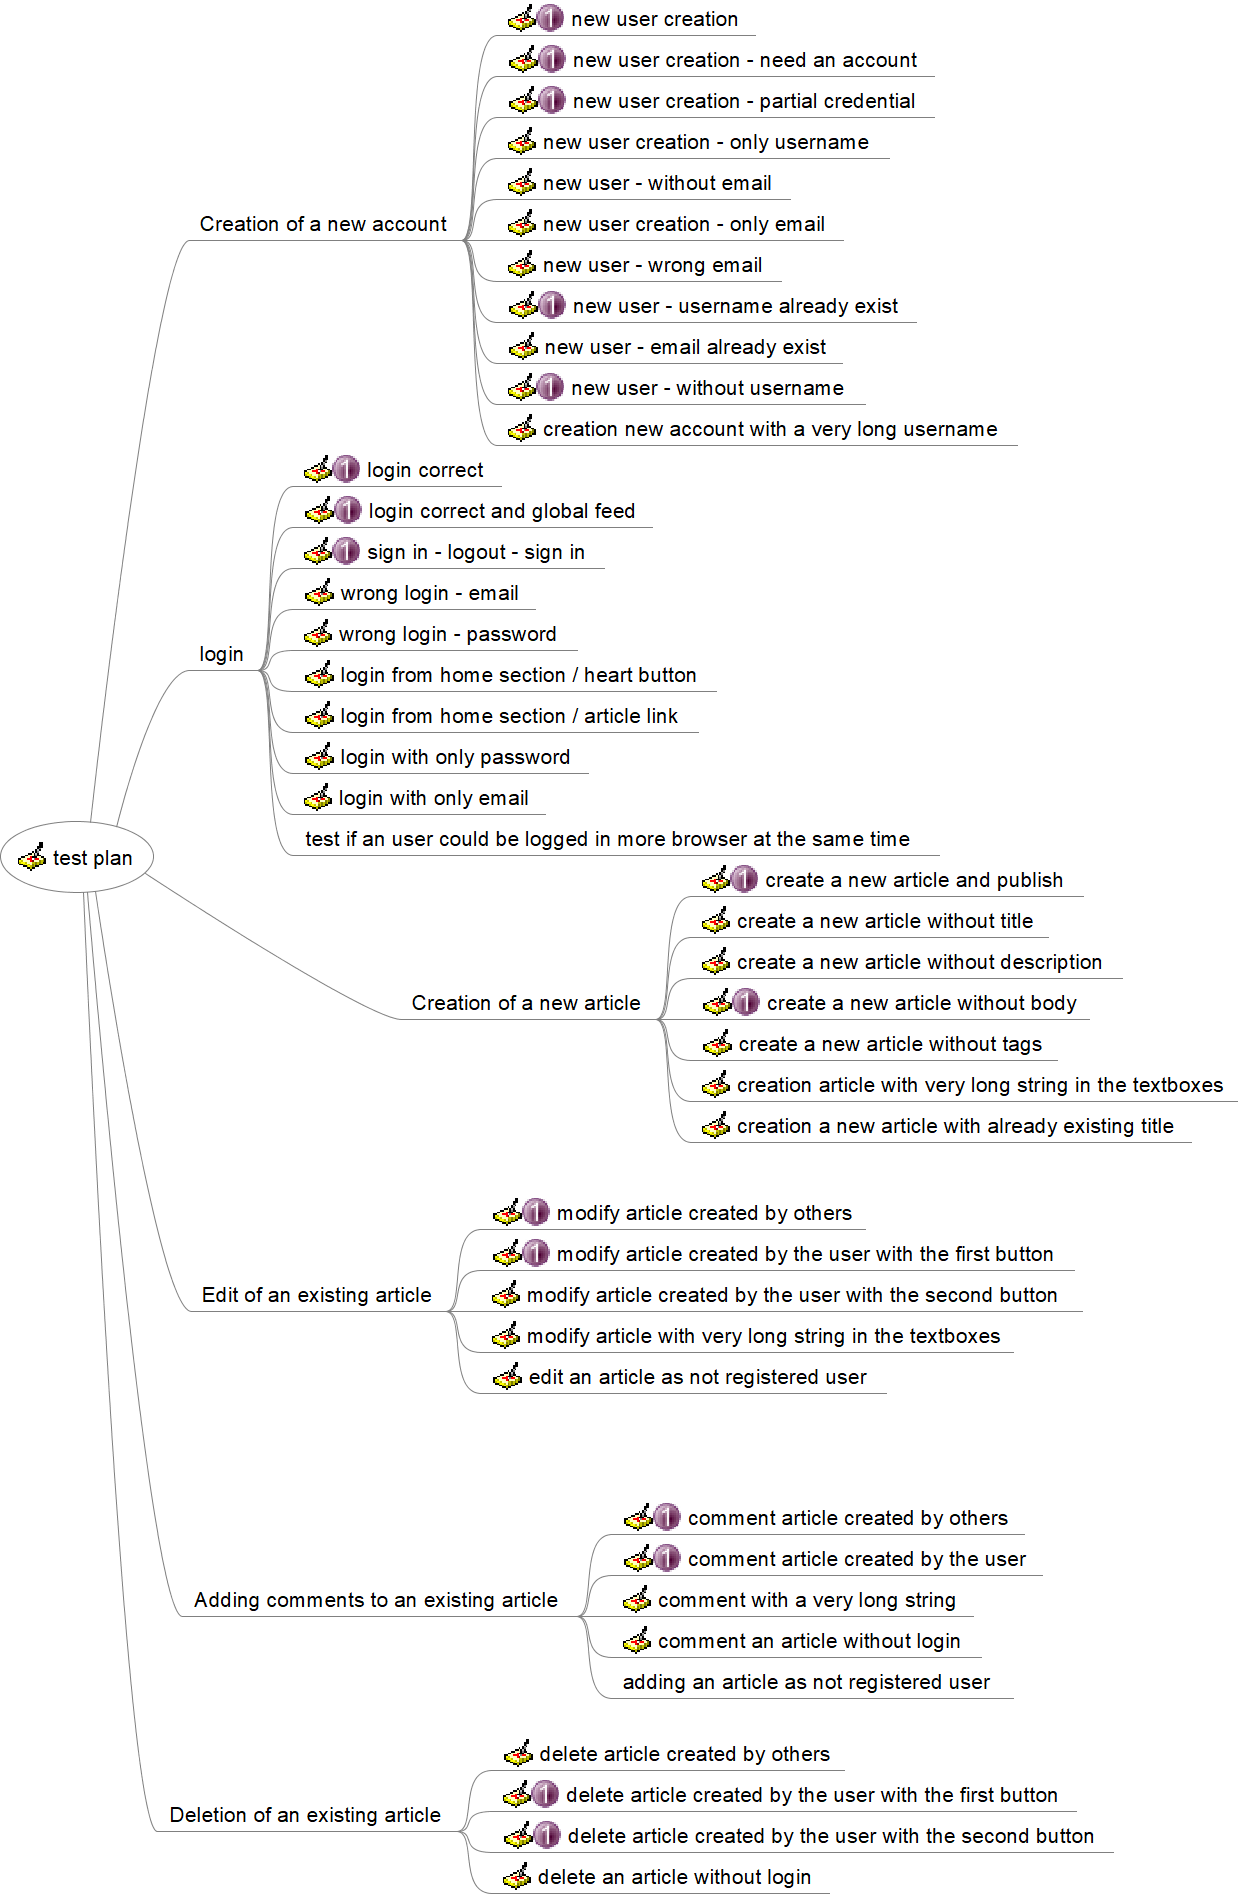 test plan
Creation of a new account
1 new user creation
1 new user creation - need an account
1 new user creation - partial credential
new user creation - only username
new user - without email
new user creation - only email
new user - wrong email
1 new user - username already exist
new user - email already exist
1 new user - without username
creation new account with a very long username
login
1 login correct
1 login correct and global feed
1 sign in - logout - sign in
wrong login - email
wrong login - password
login from home section / heart button
login from home section / article link
login with only password
login with only email
test if an user could be logged in more browser at the same time
Creation of a new article
1 create a new article and publish
create a new article without title
create a new article without description
1 create a new article without body
create a new article without tags
creation article with very long string in the textboxes
creation a new article with already existing title
Edit of an existing article
1 modify article created by others
1 modify article created by the user with the first button
modify article created by the user with the second button
modify article with very long string in the textboxes
edit an article as not registered user
Adding comments to an existing article
1 comment article created by others
1 comment article created by the user
comment with a very long string
comment an article without login
adding an article as not registered user
Deletion of an existing article
delete article created by others
1 delete article created by the user with the first button
1 delete article created by the user with the second button
delete an article without login